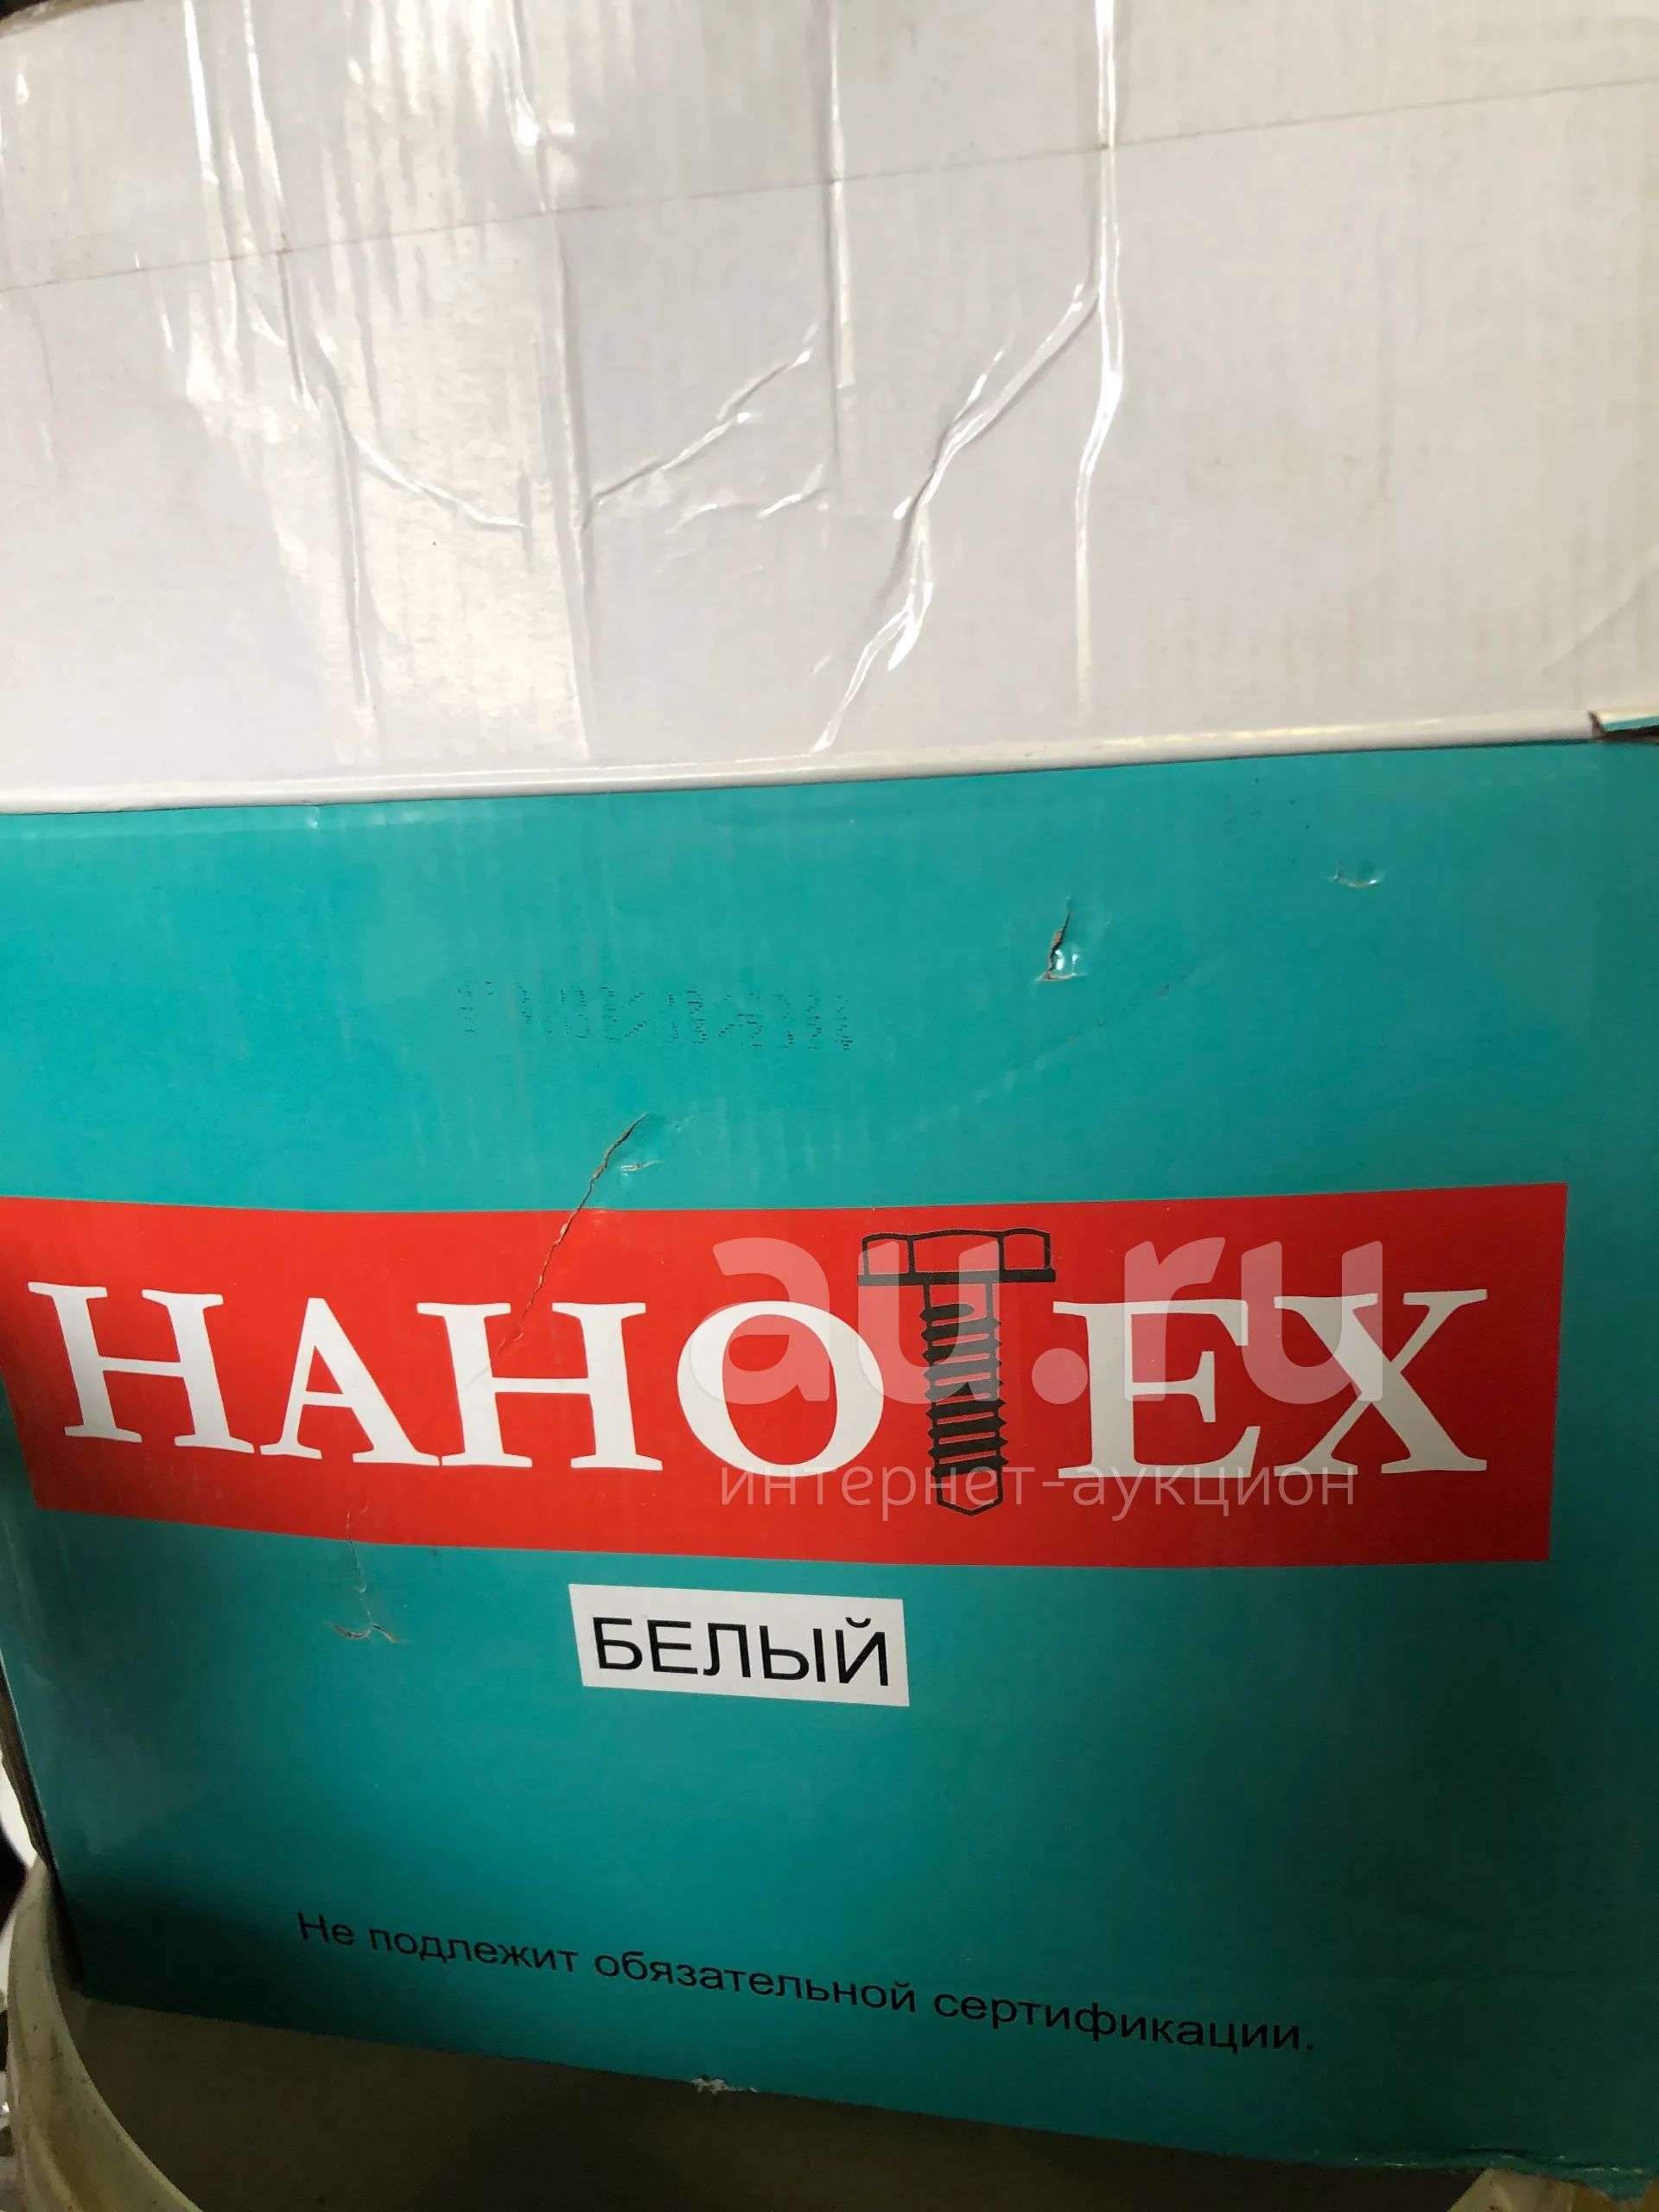 НАНОТЕХ
au.ru
интернет-аукцион
БЕЛЫЙ
Не подлежит обязательной сертификации.